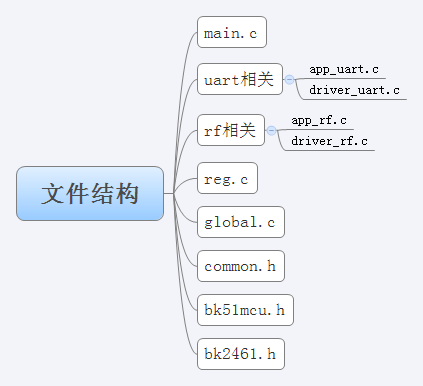 main.c
uart相关
app_uart.c
driver_uart.c
rf相关
app_rf.c
driver_rf.c
文件结构
reg.c
global.c
common.h
bk51mcu.h
bk2461.h